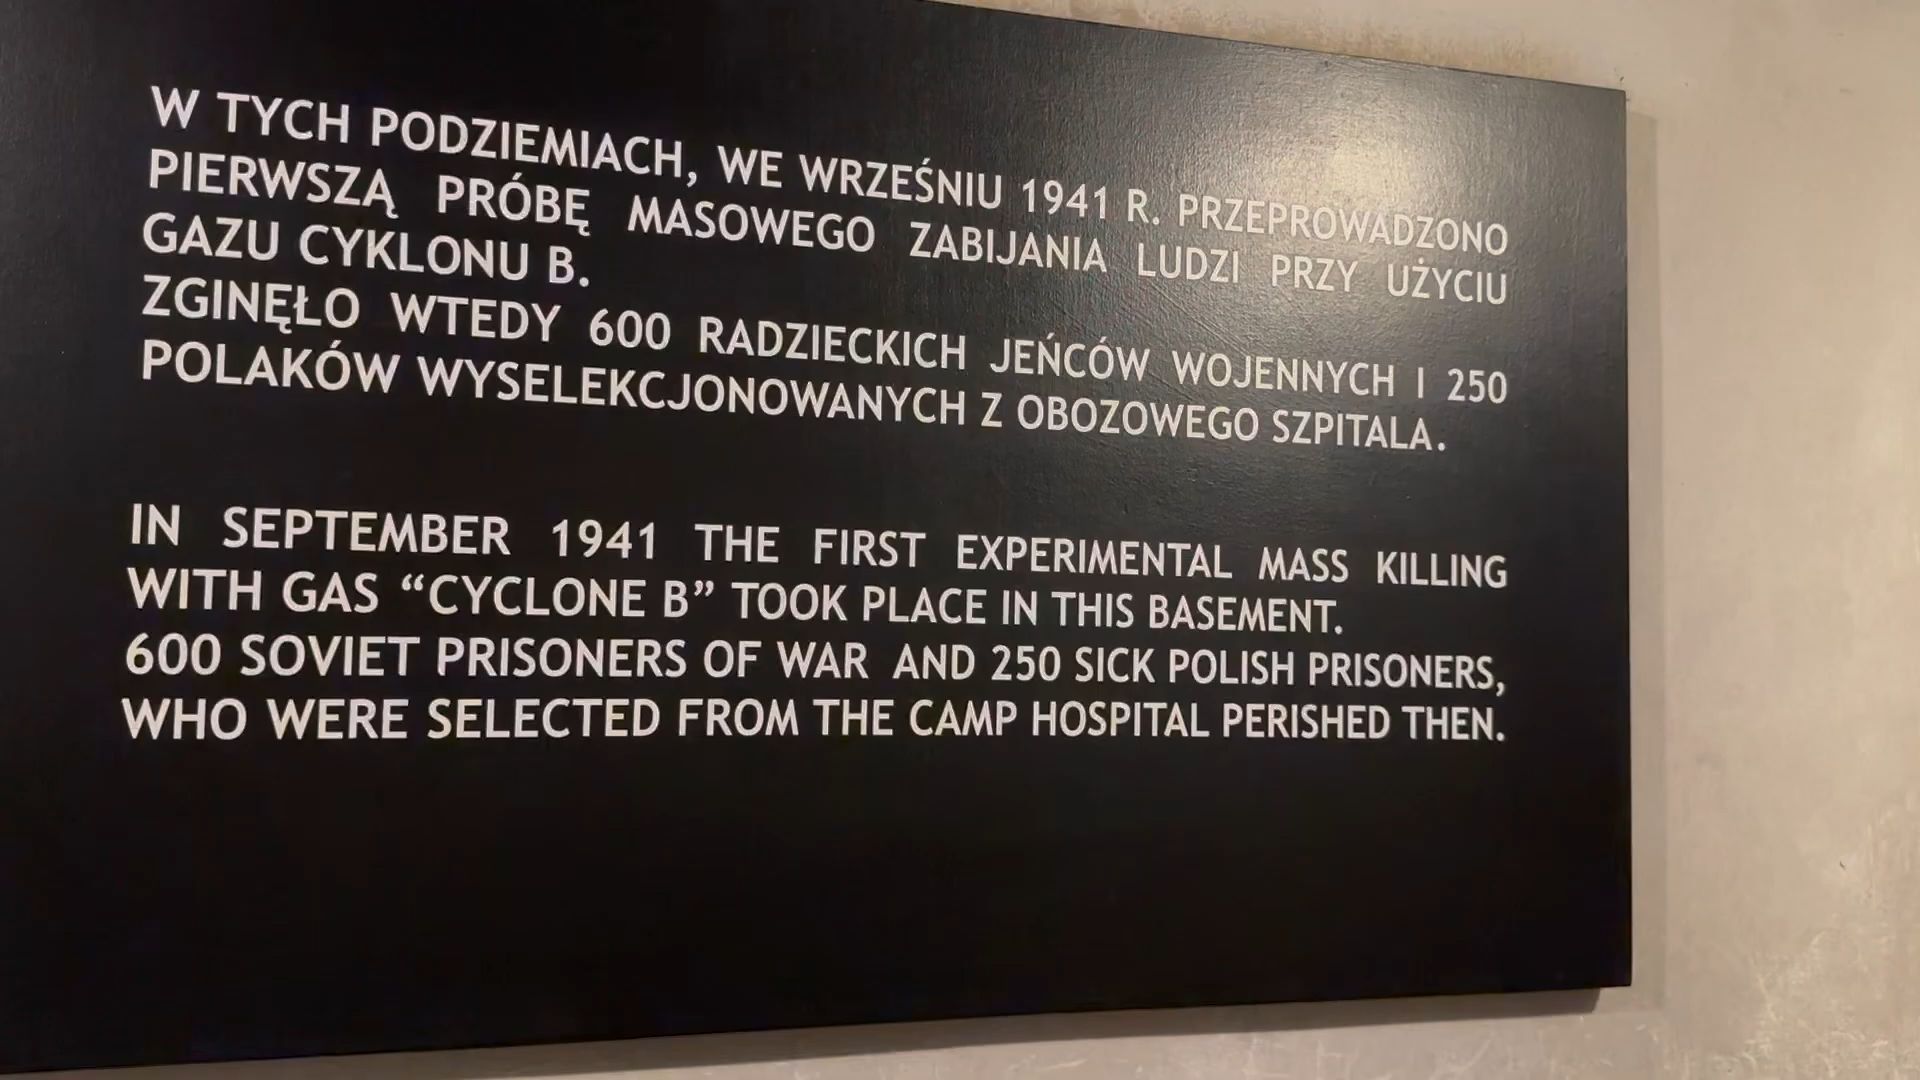 W TYCH PODZIEMIACH, WE WRZEŚNIU 1941 R. PRZEPROWADZONO
PIERWSZĄ PRÓBĘ MASOWEGO ZABIJANIA LUDZI PRZY UŻYCIU
GAZU CYKLONU B.
ZGINĘŁO WTEDY 600 RADZIECKICH JEŃCÓW WOJENNYCH I 250
POLAKÓW WYSELEKCJONOWANYCH Z OBOZOWEGO SZPITALA.
IN SEPTEMBER 1941 THE FIRST EXPERIMENTAL MASS KILLING
WITH GAS “CYCLONE B” TOOK PLACE IN THIS BASEMENT.
600 SOVIET PRISONERS OF WAR AND 250 SICK POLISH PRISONERS,
WHO WERE SELECTED FROM THE CAMP HOSPITAL PERISHED THEN.